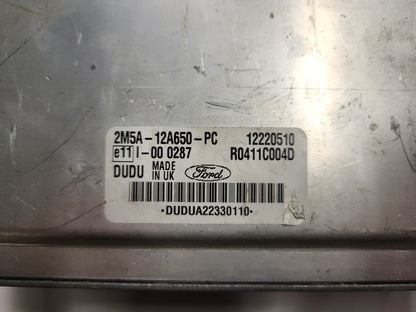 2M5A-12A650-PC 12220510
e11 I-00 0287 R0411C004D
DUDU MADE IN UK Ford
·DUDUA22330110·